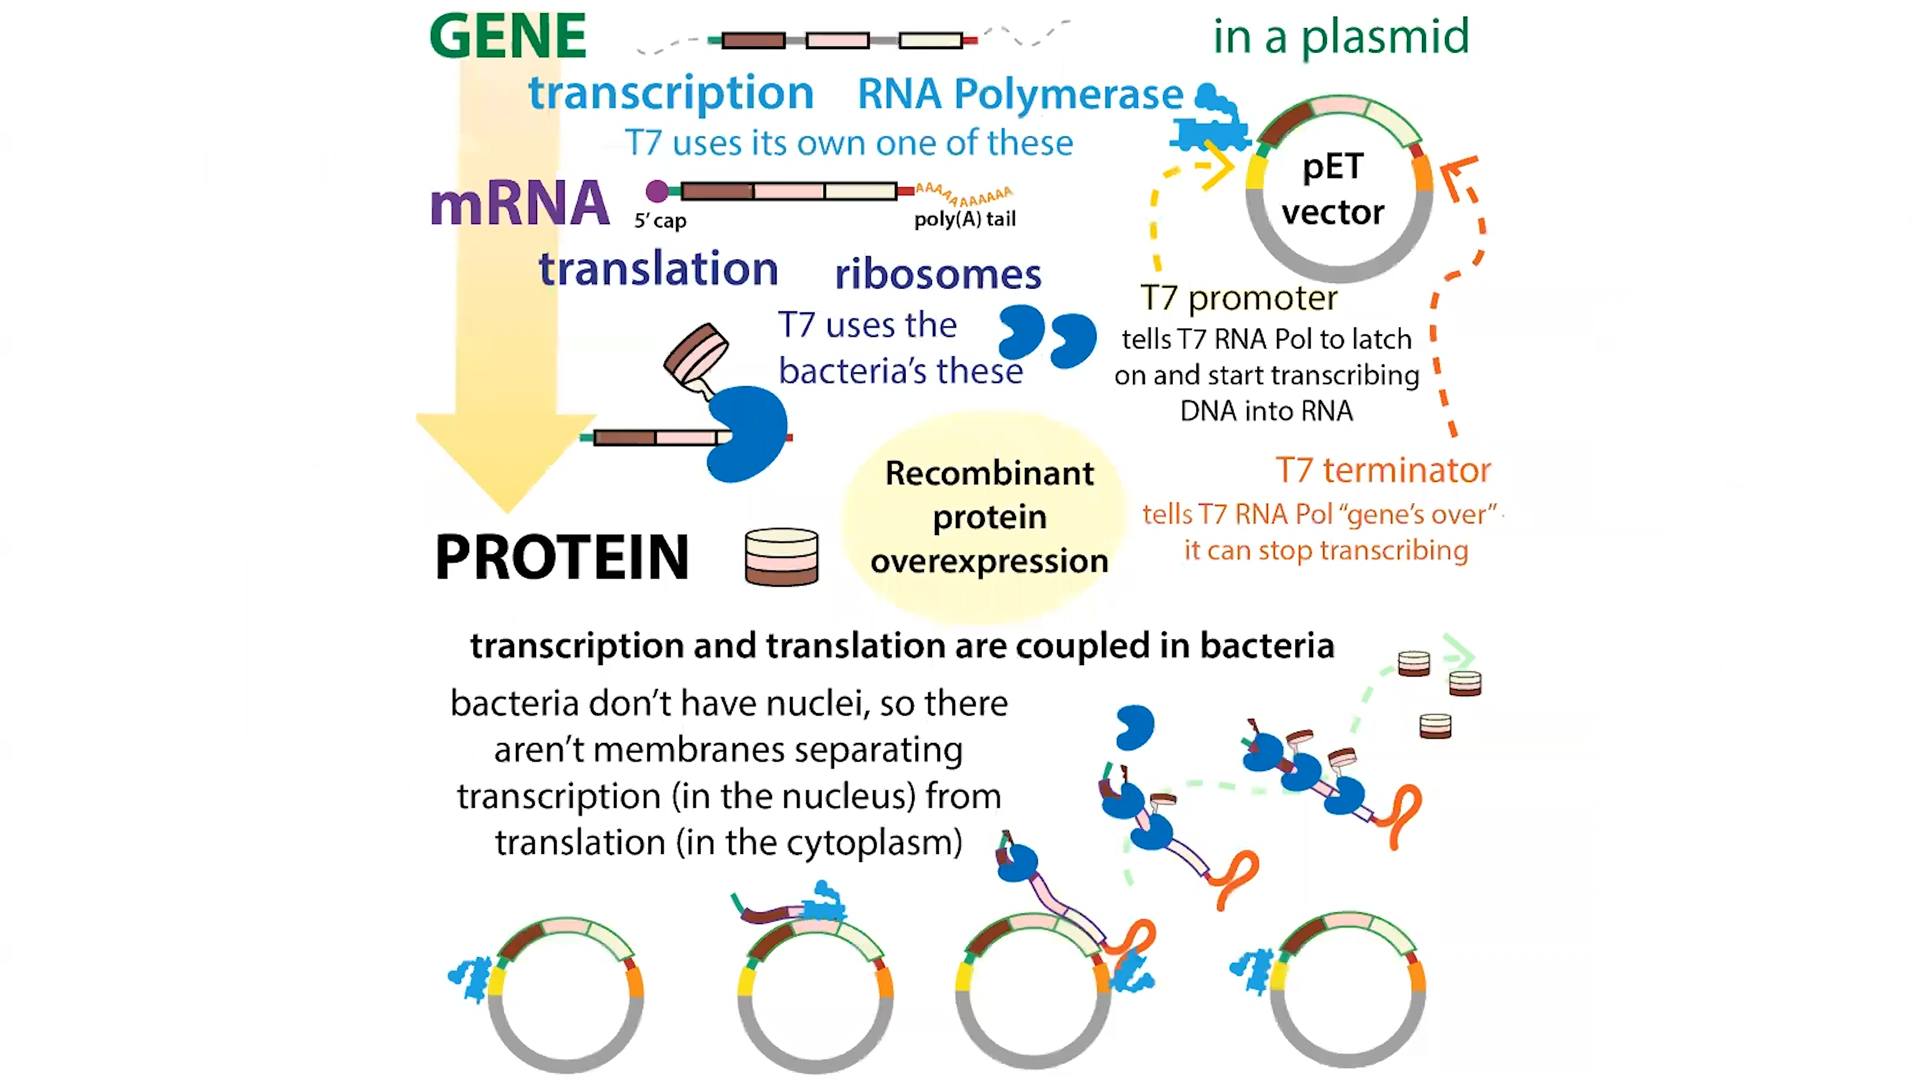 GENE
in a plasmid
transcription RNA Polymerase
T7 uses its own one of these
pET
vector
mRNA
5’ cap
AAAAAAAAAAA
poly(A) tail
translation ribosomes
T7 uses the
bacteria’s these
T7 promoter
tells T7 RNA Pol to latch
on and start transcribing
DNA into RNA
T7 terminator
tells T7 RNA Pol “gene’s over”
it can stop transcribing
Recombinant
protein
overexpression
PROTEIN
transcription and translation are coupled in bacteria
bacteria don’t have nuclei, so there
aren’t membranes separating
transcription (in the nucleus) from
translation (in the cytoplasm)